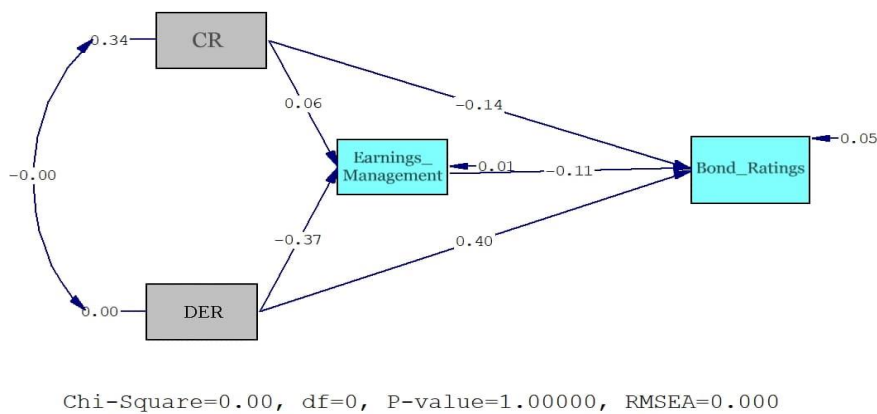 0.34
CR
0.06
-0.14
Earnings_
Management
0.01
-0.11
Bond_Ratings
0.05
-0.00
-0.37
0.40
0.00
DER
Chi-Square=0.00, df=0, P-value=1.00000, RMSEA=0.000